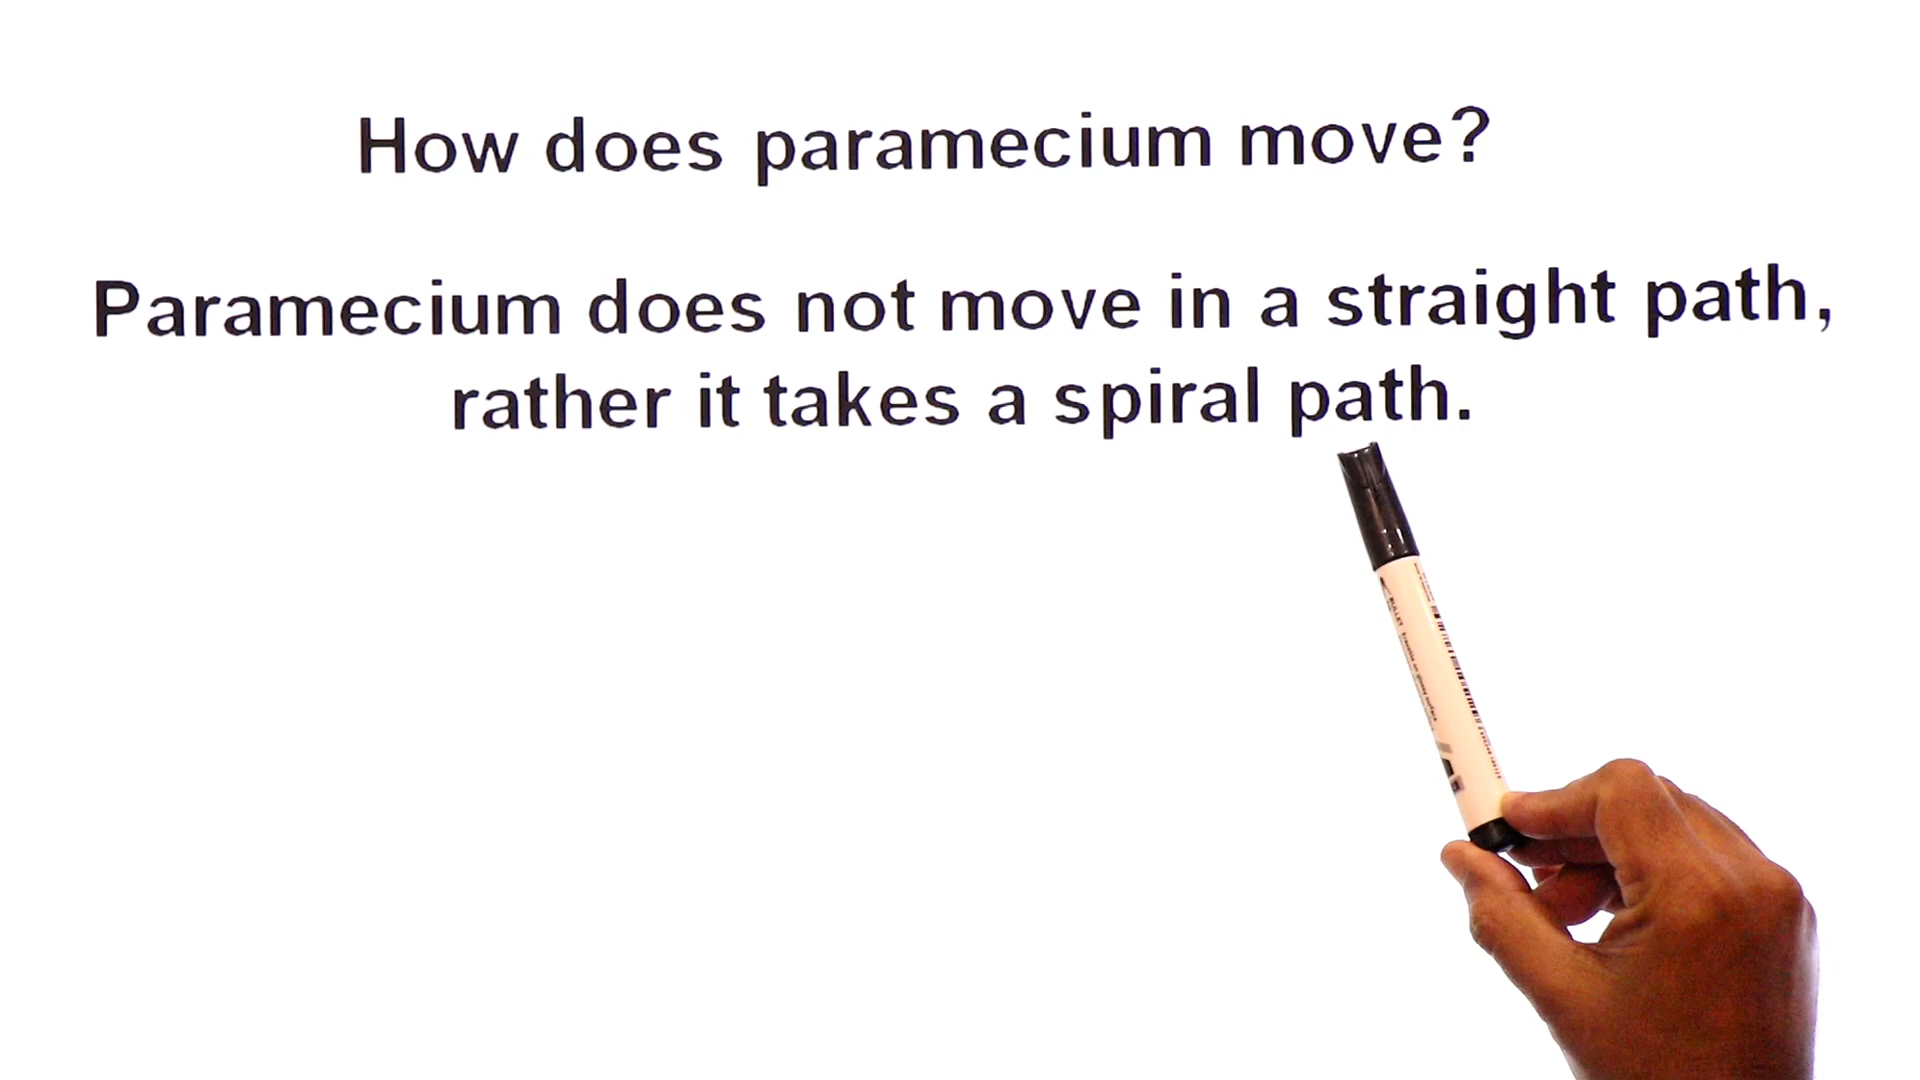 How does paramecium move?
Paramecium does not move in a straight path,
rather it takes a spiral path.